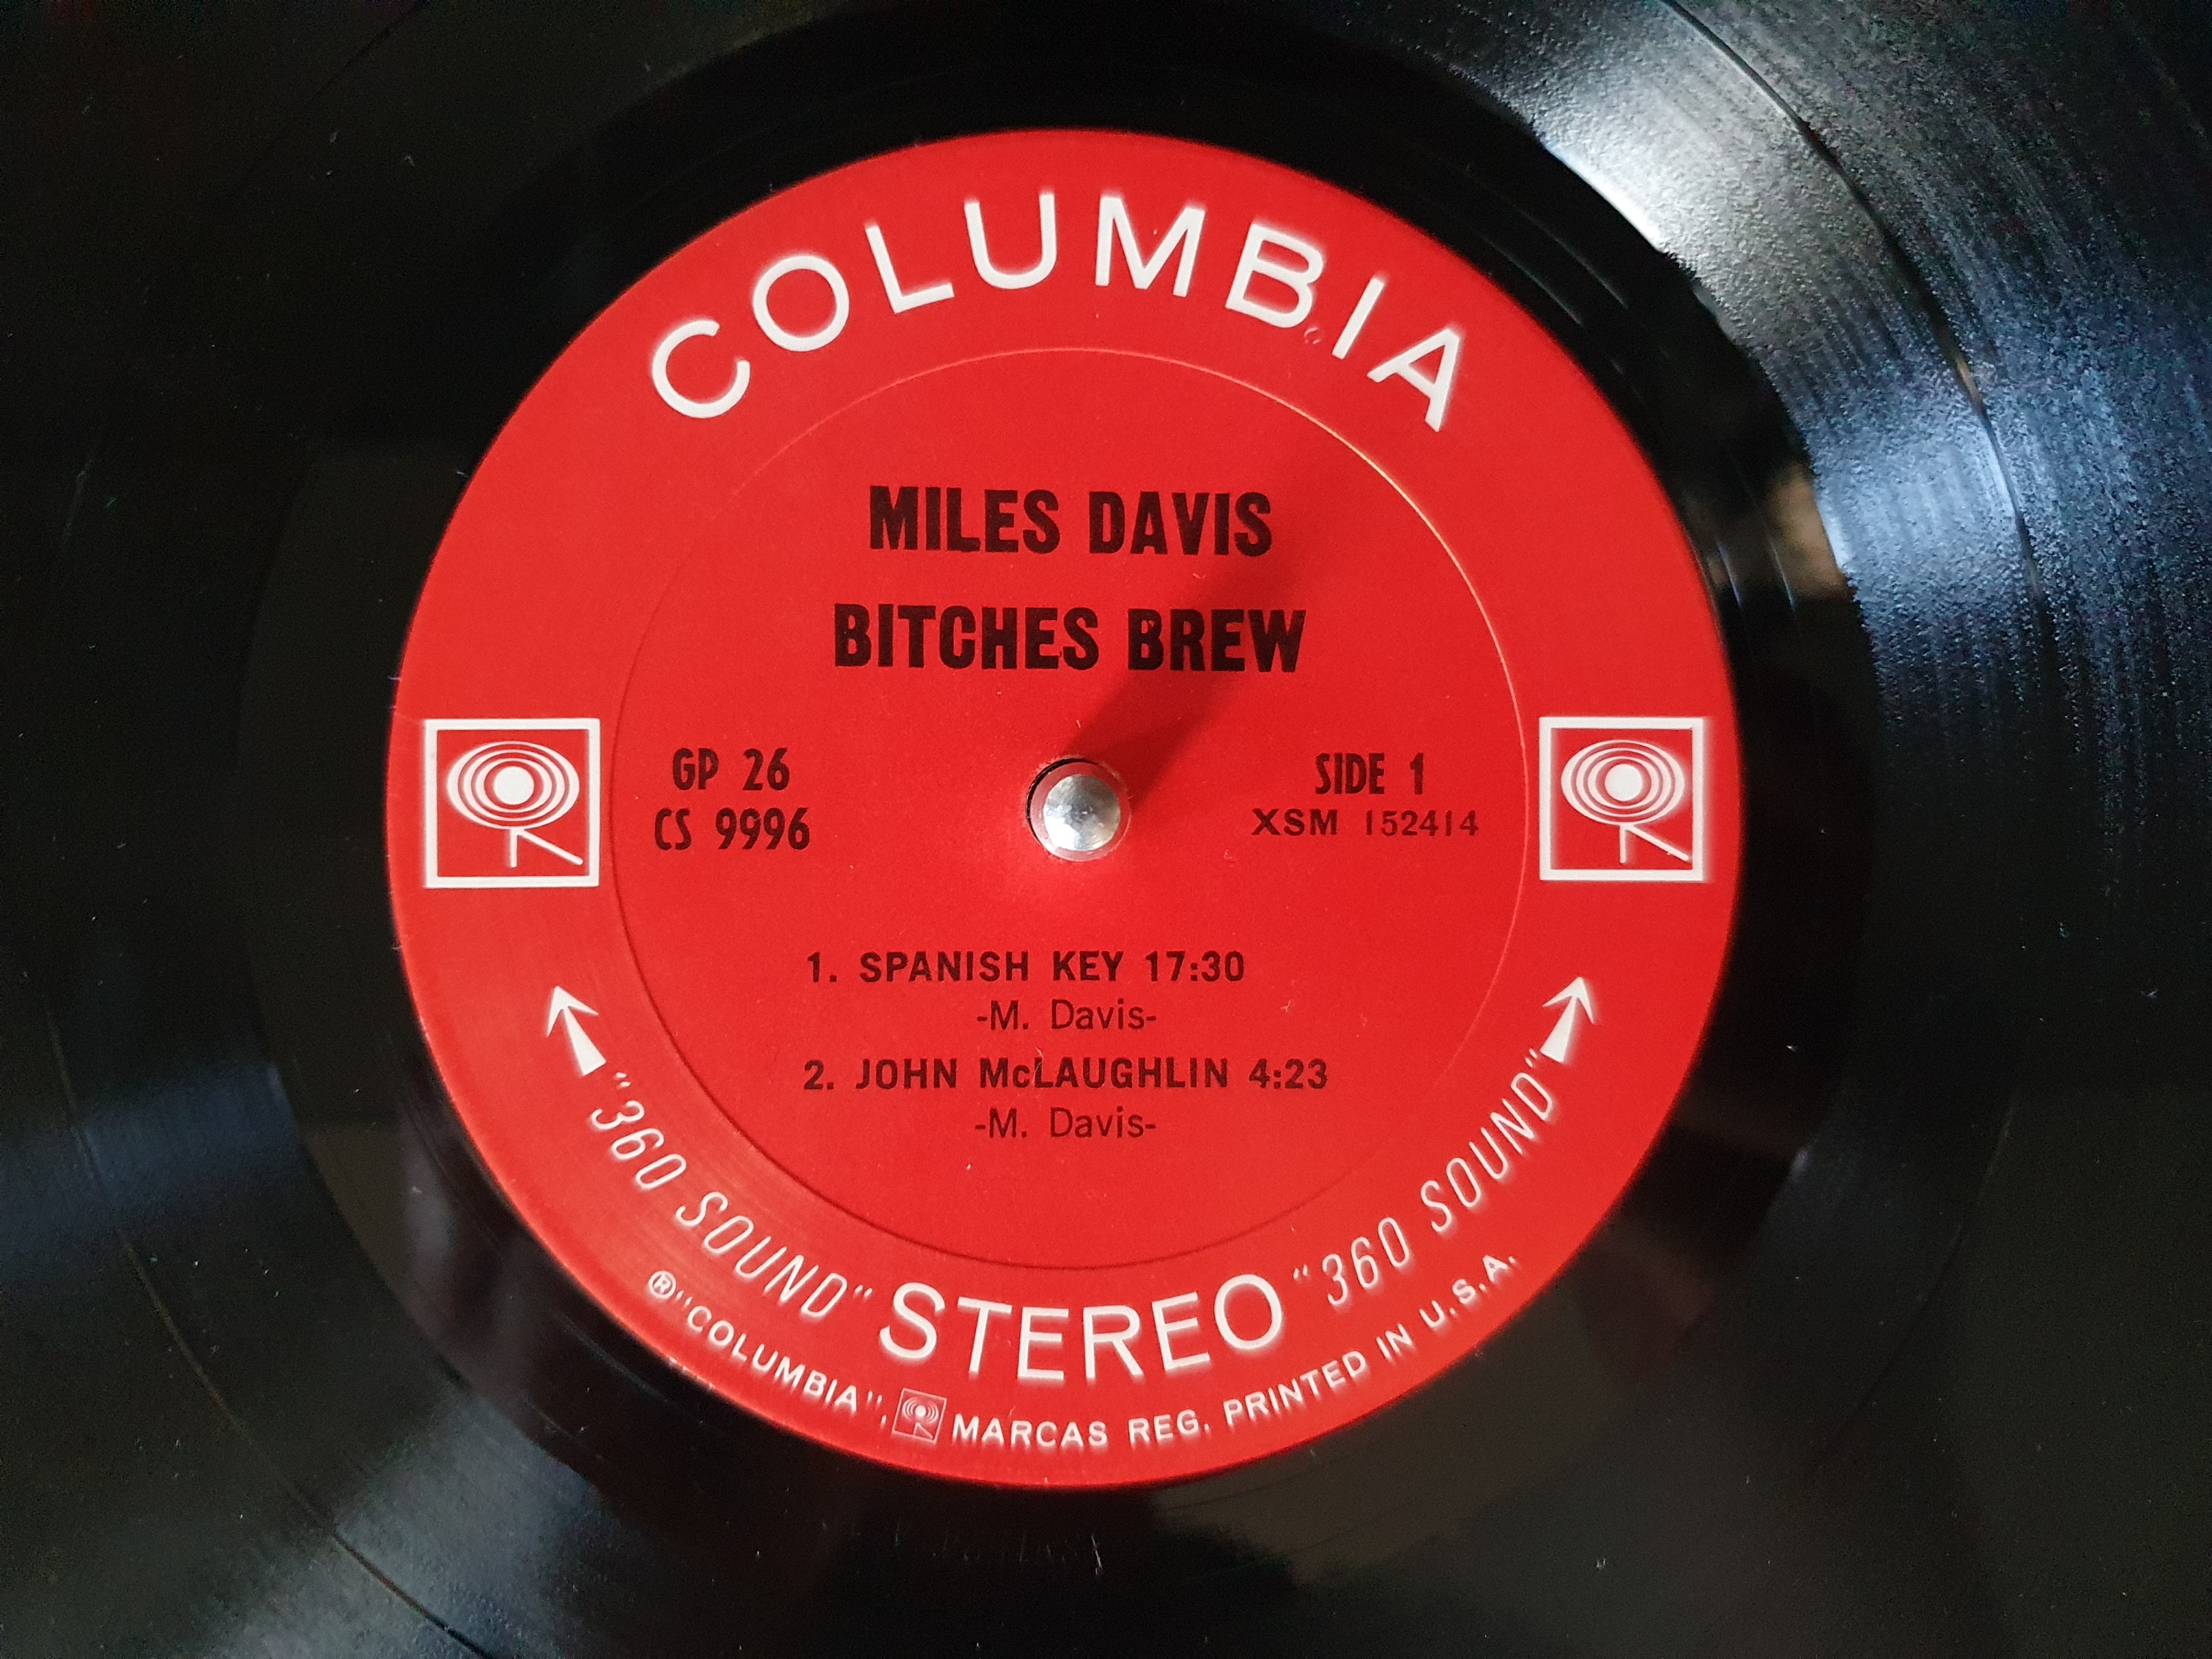 COLUMBIA
MILES DAVIS
BITCHES BREW
GP 26
CS 9996
SIDE 1
XSM 152414
1. SPANISH KEY 17:30
-M. Davis-
2. JOHN McLAUGHLIN 4:23
-M. Davis-
"360 SOUND" STEREO "360 SOUND"
®"COLUMBIA", MARCAS REG. PRINTED IN U.S.A.